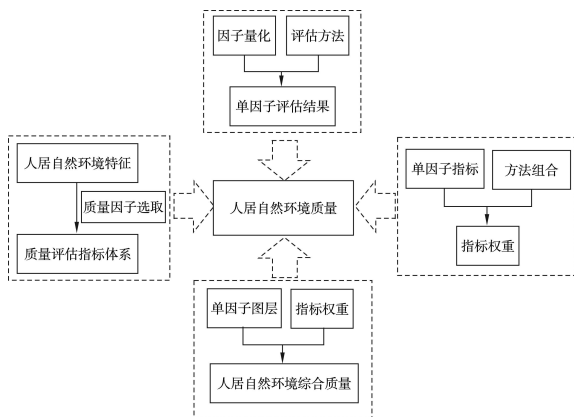 因子量化
评估方法
单因子评估结果
人居自然环境特征
质量因子选取
质量评估指标体系
人居自然环境质量
单因子指标
方法组合
指标权重
单因子图层
指标权重
人居自然环境综合质量